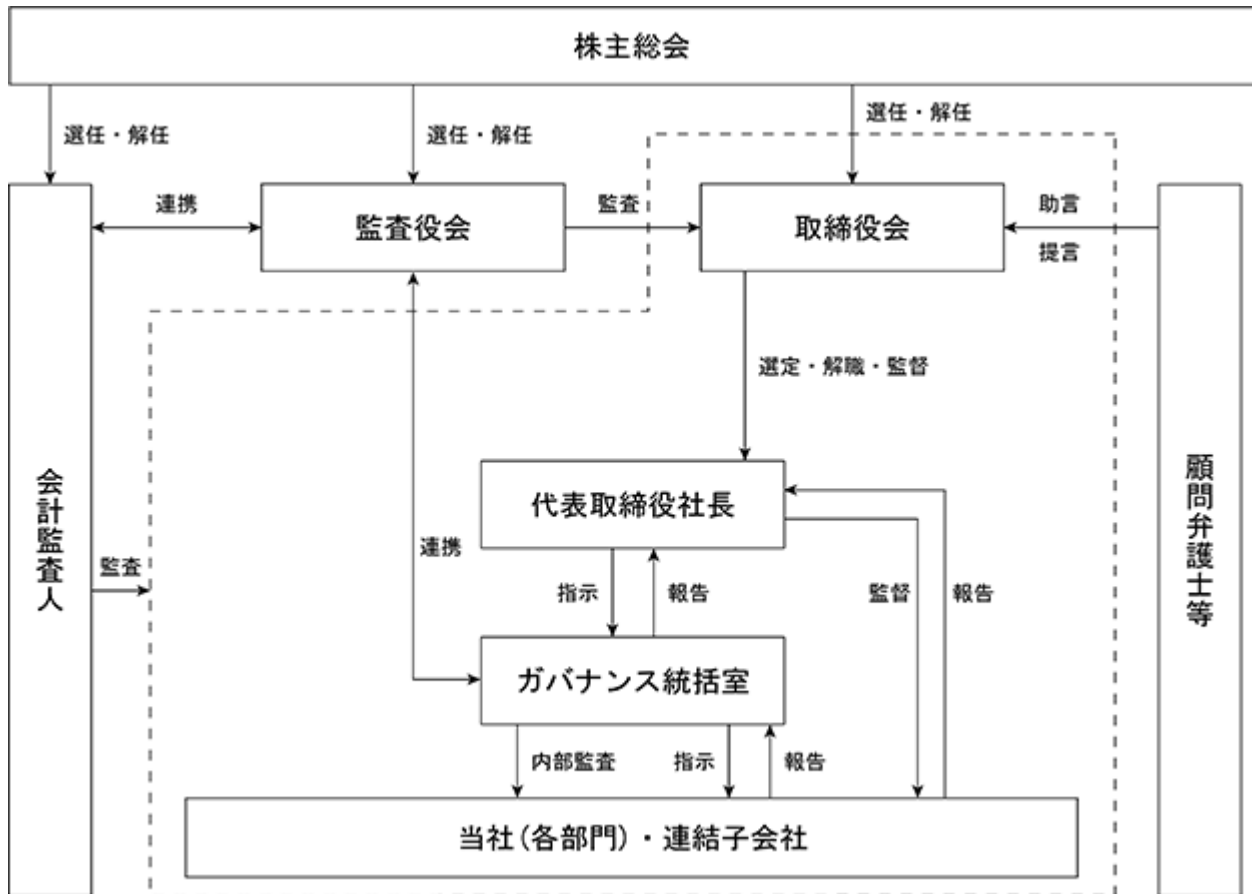 株主総会
選任・解任
選任・解任
選任・解任
連携
監査役会
監査
取締役会
助言
提言
選定・解職・監督
会計監査人
監査
連携
代表取締役社長
指示
報告
監督
報告
顧問弁護士等
ガバナンス統括室
内部監査
指示
報告
当社(各部門)・連結子会社